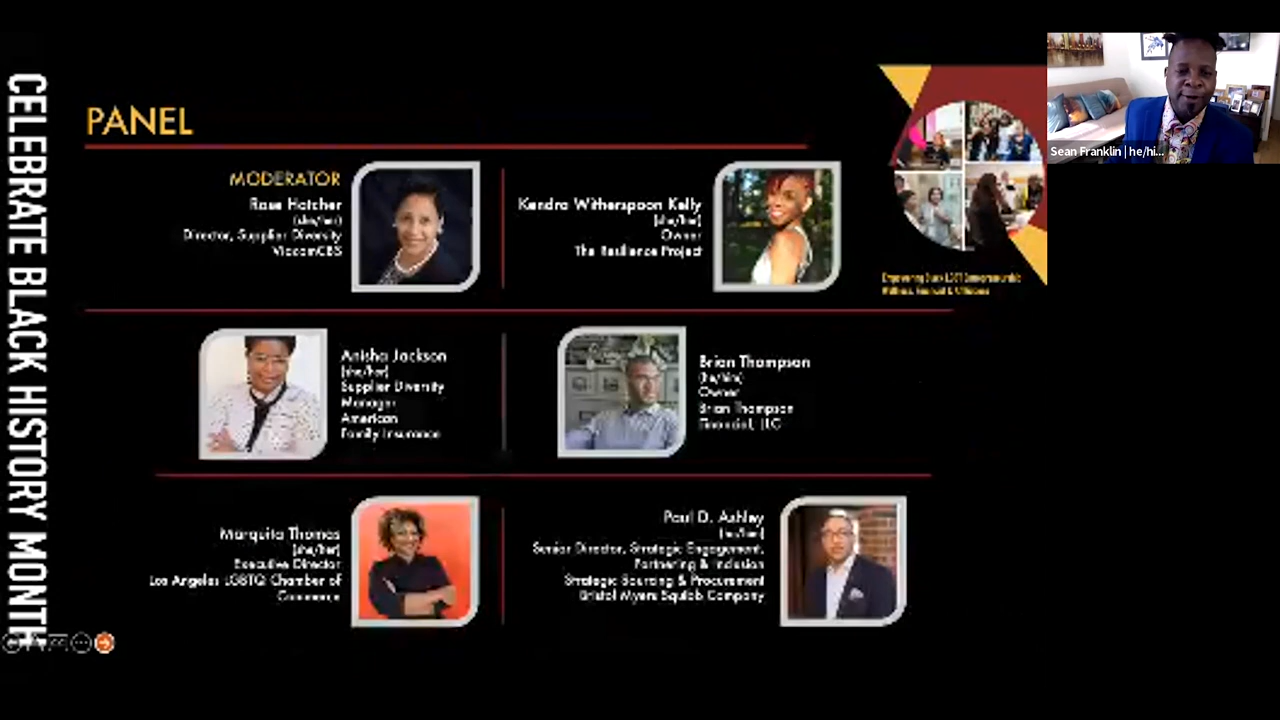 CELEBRATE BLACK HISTORY MONTH
PANEL
MODERATOR
Rose Hatcher
(she/her)
Director, Supplier Diversity
ViacomCBS
Kendra Witherspoon Kelly
(she/her)
Owner
The Resilience Project
Anisha Jackson
(she/her)
Supplier Diversity
Manager
American
Family Insurance
Brian Thompson
(he/him)
Owner
Brian Thompson
Financial, LLC
Marquita Thomas
(she/her)
Executive Director
Los Angeles LGBTQ Chamber of
Commerce
Paul D. Ashley
Senior Director, Strategic Engagement,
Partnering & Inclusion
Strategic Sourcing & Procurement
Bristol Myers Squibb Company
Empowering Black LGBT
Sean Franklin | he/hi...